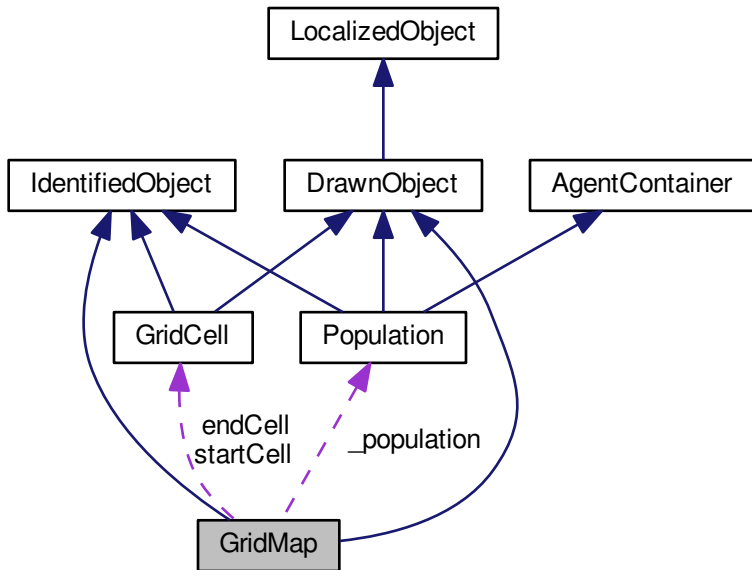 LocalizedObject
IdentifiedObject
DrawnObject
AgentContainer
GridCell
Population
endCell
startCell
_population
GridMap